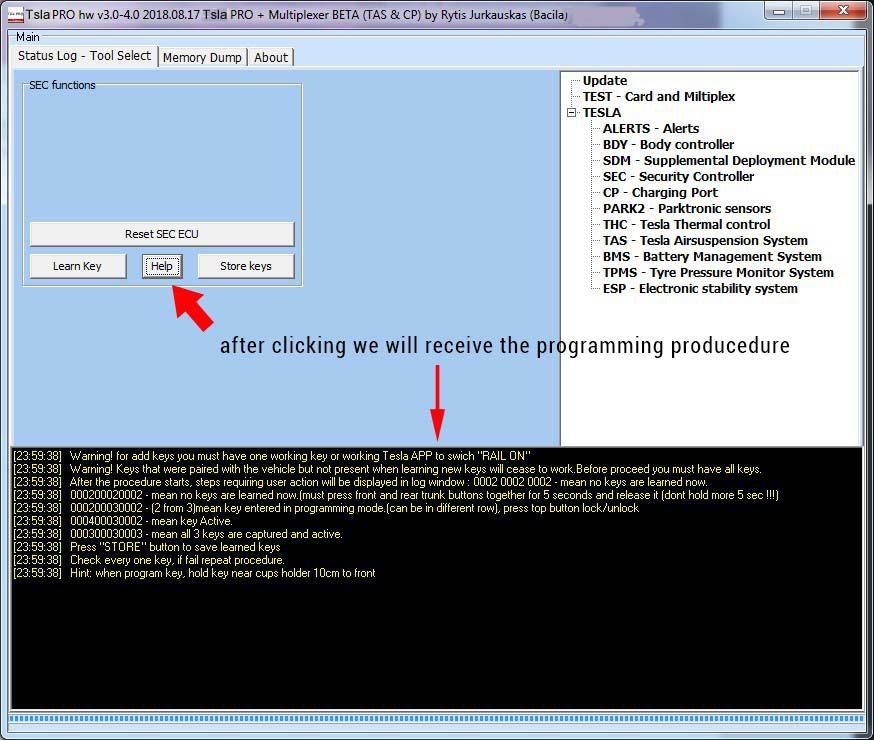 Tsla PRO hw v3.0-4.0 2018.08.17 Tsla PRO + Multiplexer BETA (TAS & CP) by Rytis Jurkauskas (Bacila)
Main
Status Log - Tool Select Memory Dump About
SEC functions
Reset SEC ECU
Learn Key Help Store keys
Update
TEST - Card and Miltiplex
TESLA
ALERTS - Alerts
BDY - Body controller
SDM - Supplemental Deployment Module
SEC - Security Controller
CP - Charging Port
PARK2 - Parktronic sensors
THC - Tesla Thermal control
TAS - Tesla Airsuspension System
BMS - Battery Management System
TPMS - Tyre Pressure Monitor System
ESP - Electronic stability system
after clicking we will receive the programming producedure
[23:59:38] Warning! for add keys you must have one working key or working Tesla APP to swich "RAIL ON"
[23:59:38] Warning! Keys that were paired with the vehicle but not present when learning new keys will cease to work.Before proceed you must have all keys.
[23:59:38] After the procedure starts, steps requiring user action will be displayed in log window : 0002 0002 0002 - mean no keys are learned now.
[23:59:38] 000200020002 - mean no keys are learned now.(must press front and rear trunk buttons together for 5 seconds and release it (dont hold more 5 sec !!!)
[23:59:38] 000200030002 - (2 from 3)mean key entered in programming mode.(can be in different row), press top button lock/unlock
[23:59:38] 000400030002 - mean key Active.
[23:59:38] 000300030003 - mean all 3 keys are captured and active.
[23:59:38] Press "STORE" button to save learned keys
[23:59:38] Check every one key, if fail repeat procedure.
[23:59:38] Hint: when program key, hold key near cups holder 10cm to front